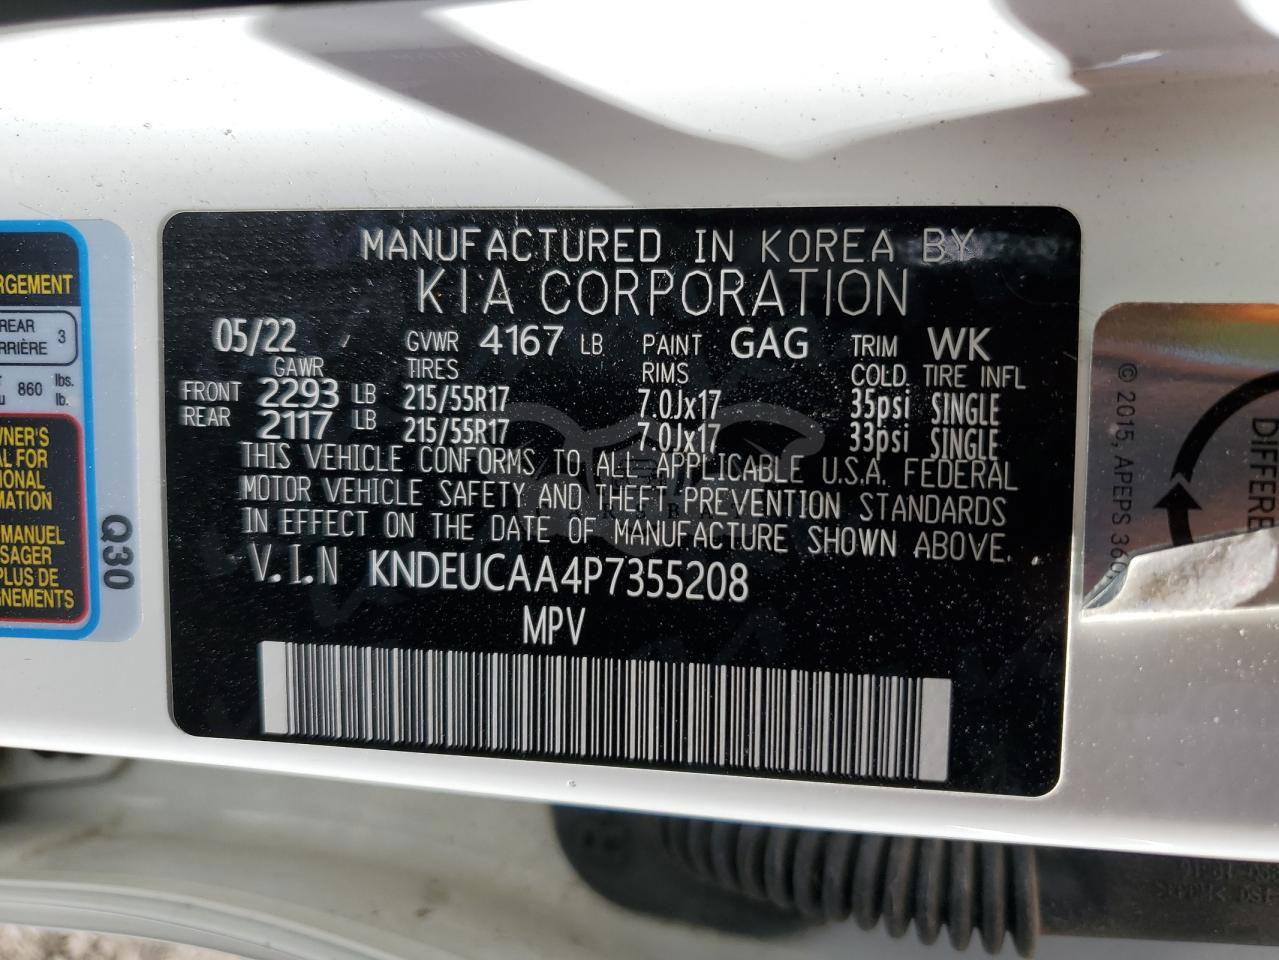 MANUFACTURED IN KOREA BY
KIA CORPORATION
05/22 GVWR 4167 LB PAINT GAG TRIM WK
GAWR TIRES RIMS COLD TIRE INFL
FRONT 2293 LB 215/55R17 7.0Jx17 35psi SINGLE
REAR 2117 LB 215/55R17 7.0Jx17 33psi SINGLE
THIS VEHICLE CONFORMS TO ALL APPLICABLE U.S.A. FEDERAL
MOTOR VEHICLE SAFETY AND THEFT PREVENTION STANDARDS
IN EFFECT ON THE DATE OF MANUFACTURE SHOWN ABOVE.
V.I.N KNDEUCAA4P7355208
MPV
RGEMENT
REAR 3
RRIÈRE
860 lbs.
lb.
WNER'S
AL FOR
IONAL
MATION
MANUEL
SAGER
PLUS DE
GNEMENTS
Q30
© 2015, APEPS 360
DIFFERE